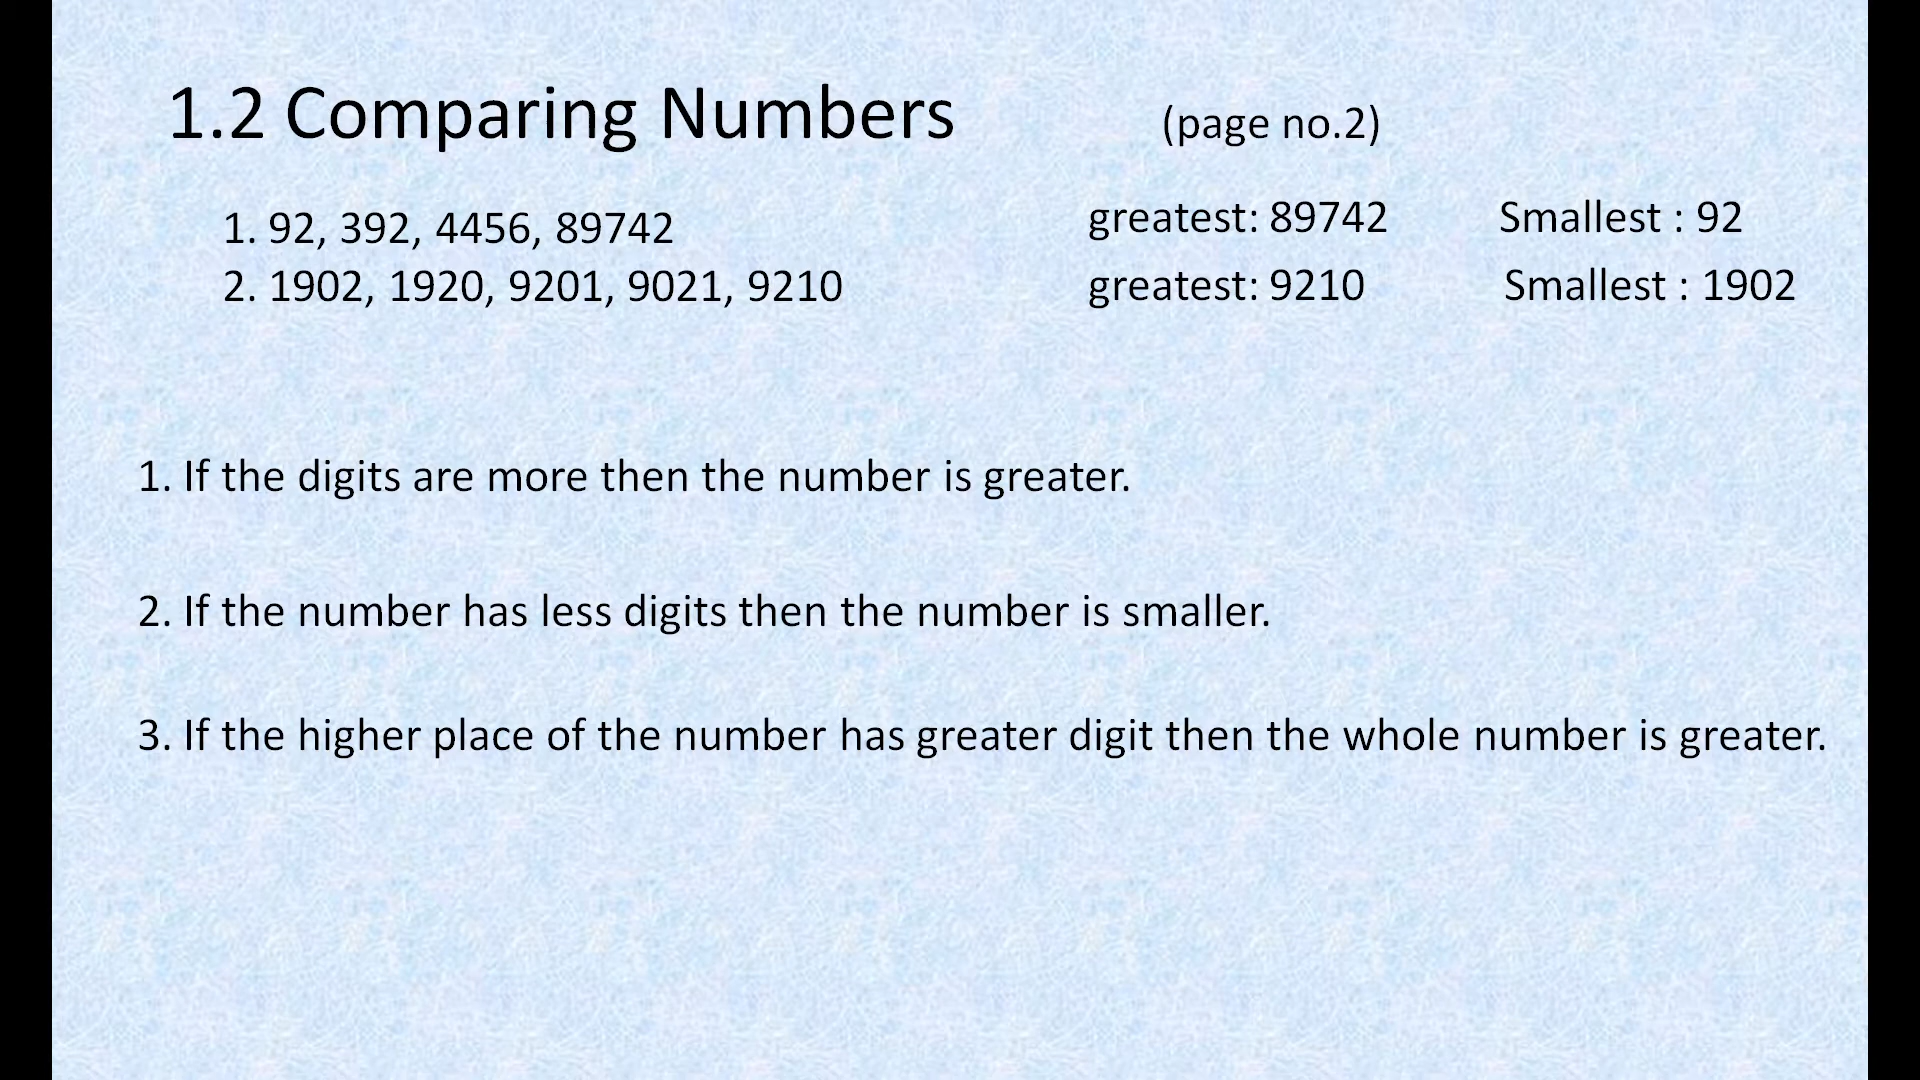 1.2 Comparing Numbers (page no.2)
1. 92, 392, 4456, 89742 greatest: 89742 Smallest : 92
2. 1902, 1920, 9201, 9021, 9210 greatest: 9210 Smallest : 1902
1. If the digits are more then the number is greater.
2. If the number has less digits then the number is smaller.
3. If the higher place of the number has greater digit then the whole number is greater.